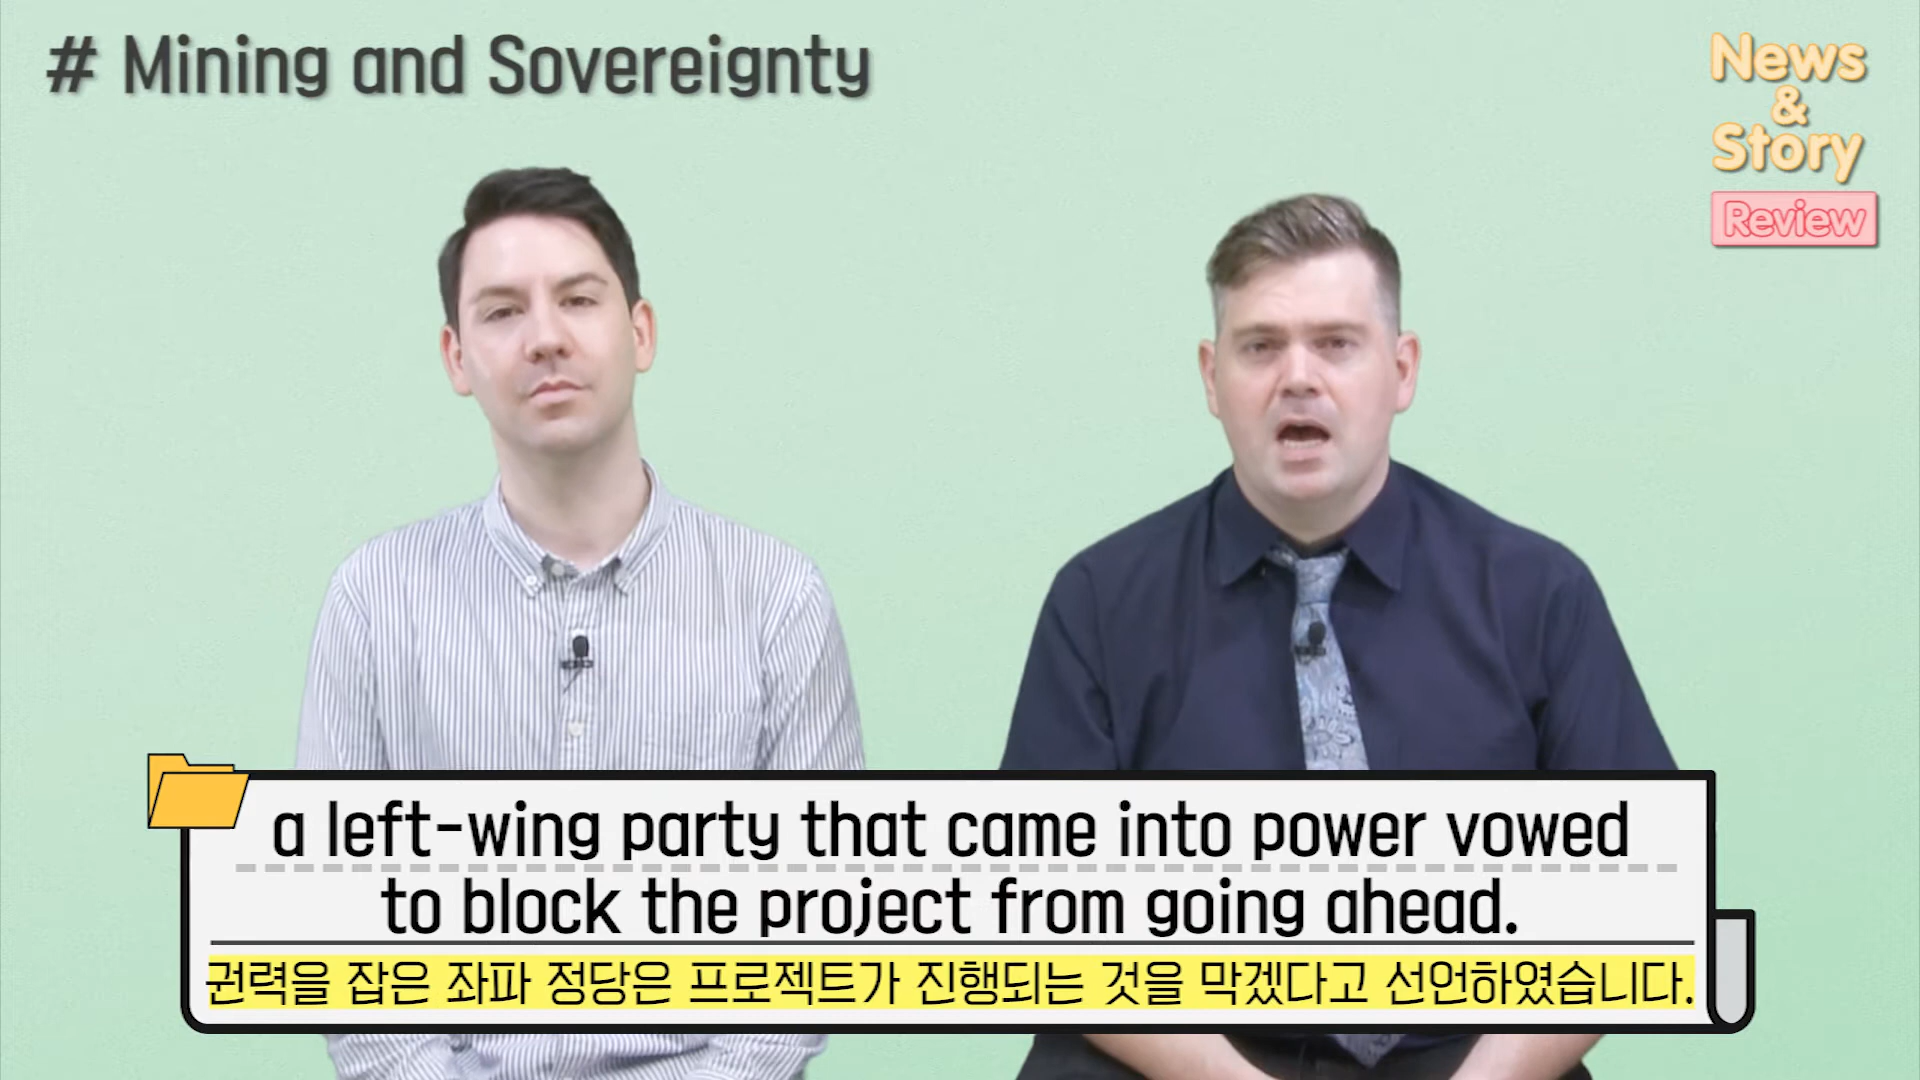 # Mining and Sovereignty
News
&
Story
Review
a left-wing party that came into power vowed
to block the project from going ahead.
권력을 잡은 좌파 정당은 프로젝트가 진행되는 것을 막겠다고 선언하였습니다.